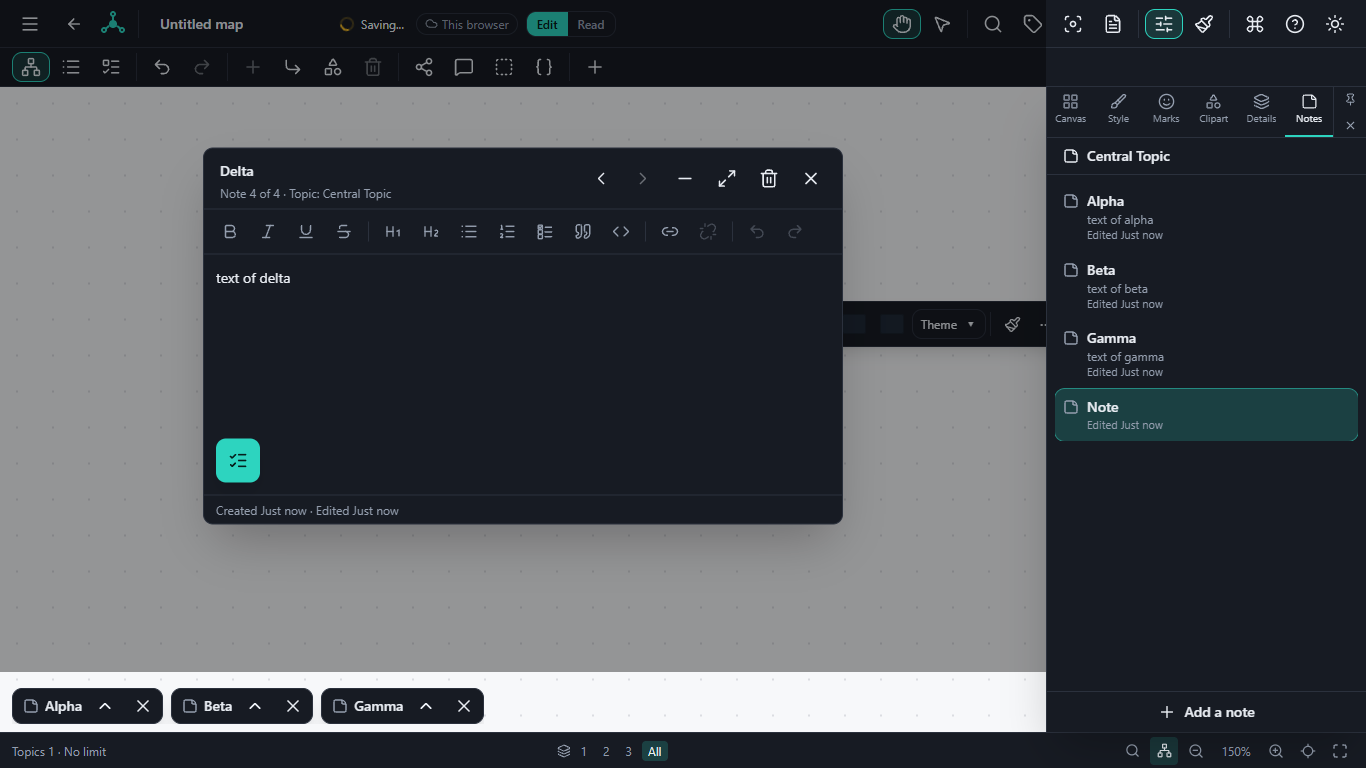 Untitled map
Saving...
This browser
Edit
Read
Canvas
Style
Marks
Clipart
Details
Notes
Delta
Note 4 of 4 · Topic: Central Topic
Central Topic
B I U S H1 H2
text of delta
Alpha
text of alpha
Edited Just now
Beta
text of beta
Edited Just now
Theme
Gamma
text of gamma
Edited Just now
Note
Edited Just now
Created Just now · Edited Just now
Alpha
Beta
Gamma
Add a note
Topics 1 · No limit
1 2 3 All
150%